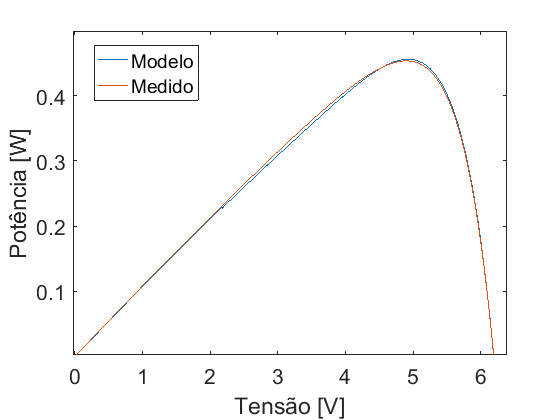 Modelo
Medido
Potência [W]
0.4
0.3
0.2
0.1
0 1 2 3 4 5 6
Tensão [V]